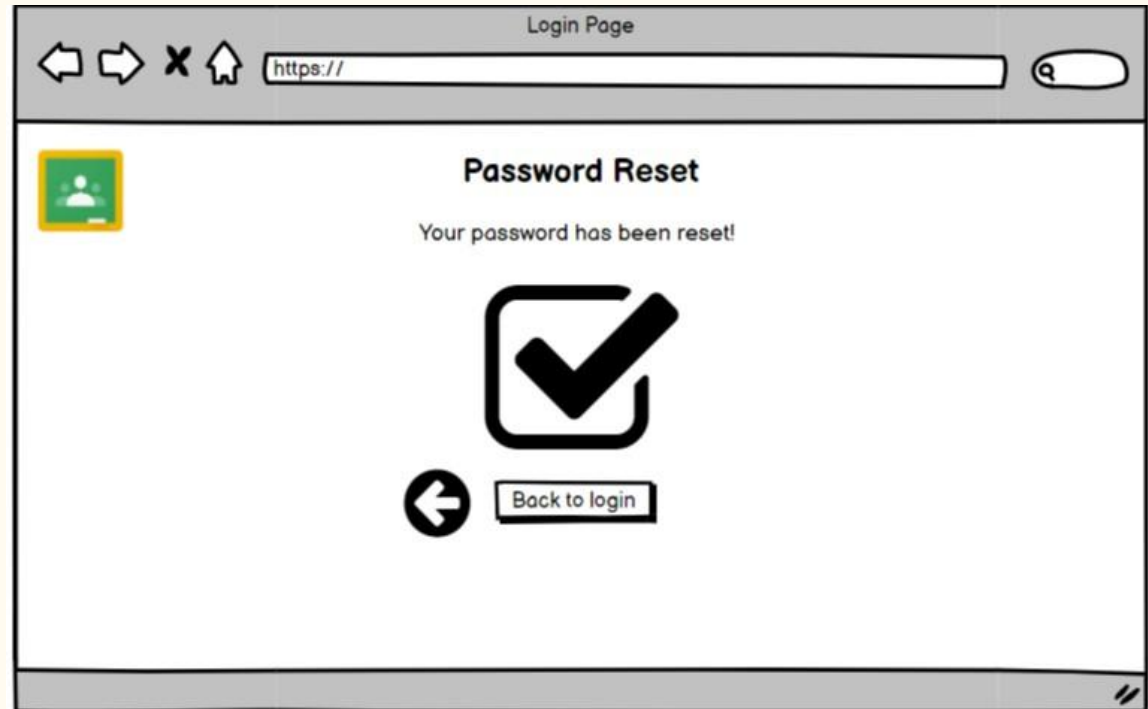 Login Page
https://
Password Reset
Your password has been reset!
Back to login